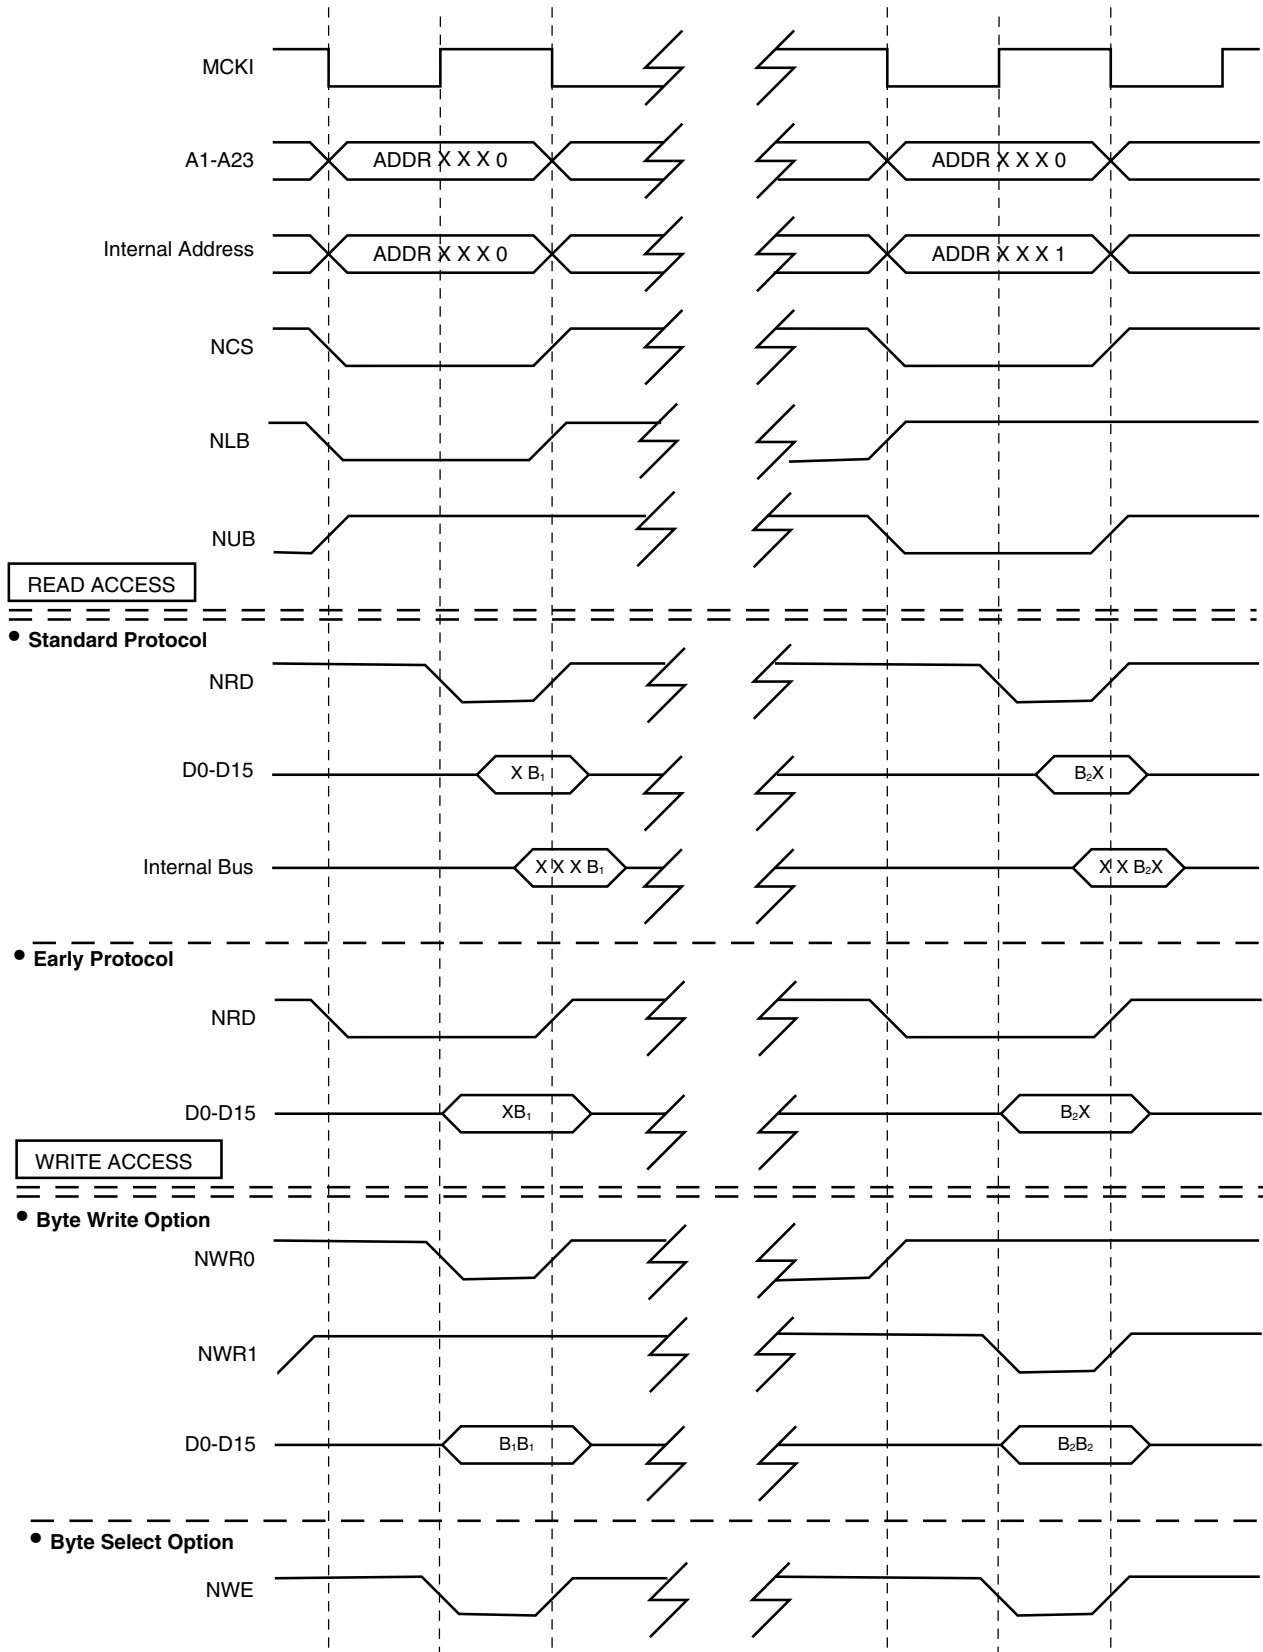 MCKI
A1-A23
ADDR X X X 0
ADDR X X X 0
Internal Address
ADDR X X X 0
ADDR X X X 1
NCS
NLB
NUB
READ ACCESS
• Standard Protocol
NRD
D0-D15
X B₁
B₂X
Internal Bus
X X X B₁
X X B₂X
• Early Protocol
NRD
D0-D15
XB₁
B₂X
WRITE ACCESS
• Byte Write Option
NWR0
NWR1
D0-D15
B₁B₁
B₂B₂
• Byte Select Option
NWE